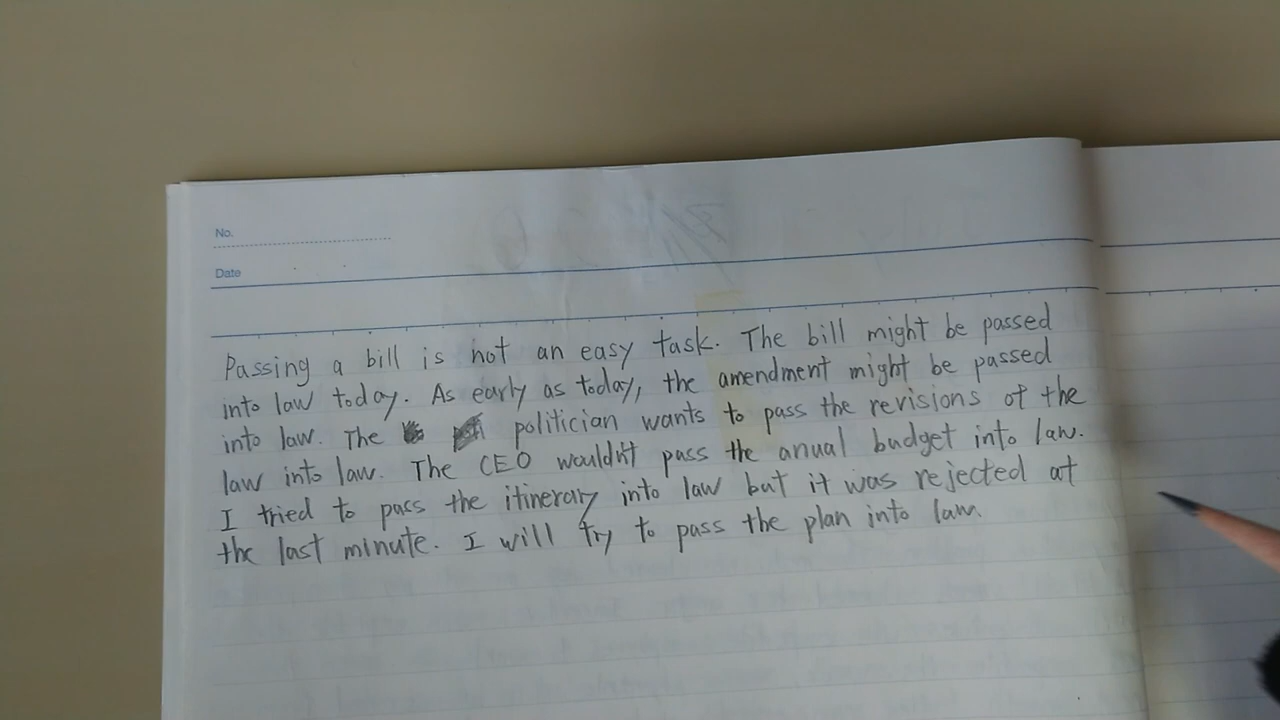 No.
Date
Passing a bill is not an easy task. The bill might be passed
into law today. As early as today, the amendment might be passed
into law. The politician wants to pass the revisions of the
law into law. The CEO wouldn't pass the anual budget into law.
I tried to pass the itinerary into law but it was rejected at
the last minute. I will try to pass the plan into law.